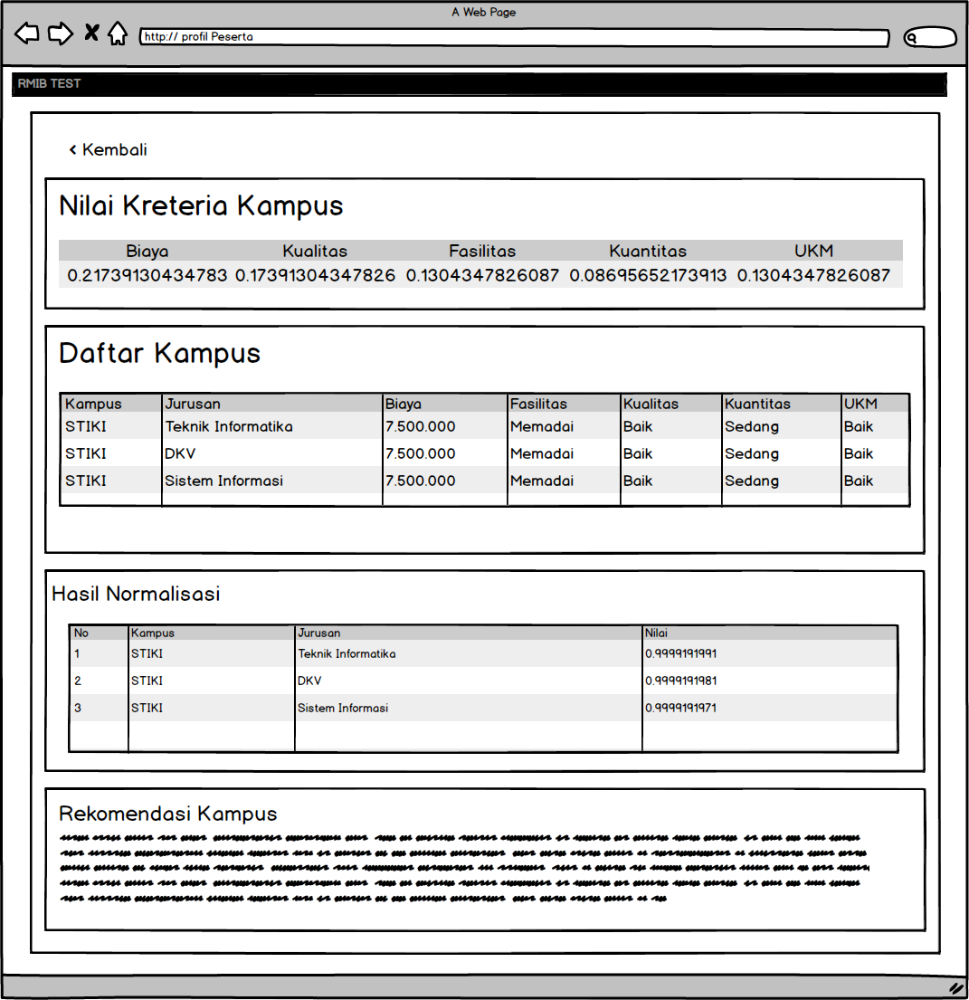 A Web Page
http:// profil Peserta
RMIB TEST
< Kembali
Nilai Kreteria Kampus
Biaya Kualitas Fasilitas Kuantitas UKM
0.21739130434783 0.17391304347826 0.1304347826087 0.08695652173913 0.1304347826087
Daftar Kampus
Kampus Jurusan Biaya Fasilitas Kualitas Kuantitas UKM
STIKI Teknik Informatika 7.500.000 Memadai Baik Sedang Baik
STIKI DKV 7.500.000 Memadai Baik Sedang Baik
STIKI Sistem Informasi 7.500.000 Memadai Baik Sedang Baik
Hasil Normalisasi
No Kampus Jurusan Nilai
1 STIKI Teknik Informatika 0.9999191991
2 STIKI DKV 0.9999191981
3 STIKI Sistem Informasi 0.9999191971
Rekomendasi Kampus